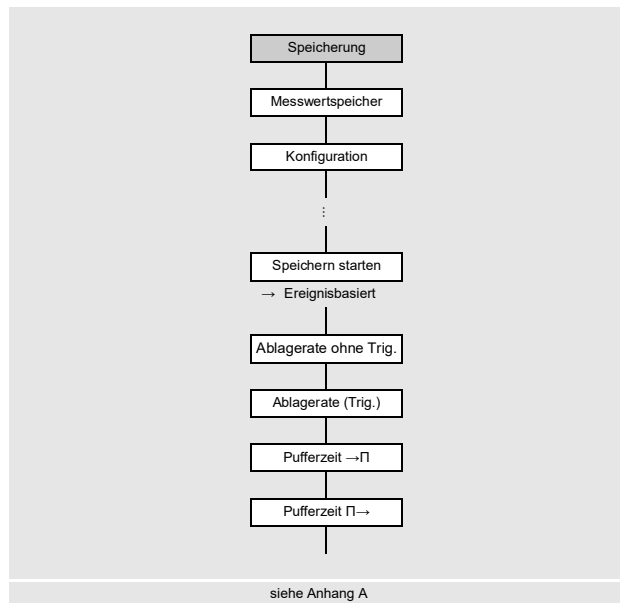 Speicherung
Messwertspeicher
Konfiguration
⋮
Speichern starten
→ Ereignisbasiert
Ablagerate ohne Trig.
Ablagerate (Trig.)
Pufferzeit →Π
Pufferzeit Π→
siehe Anhang A